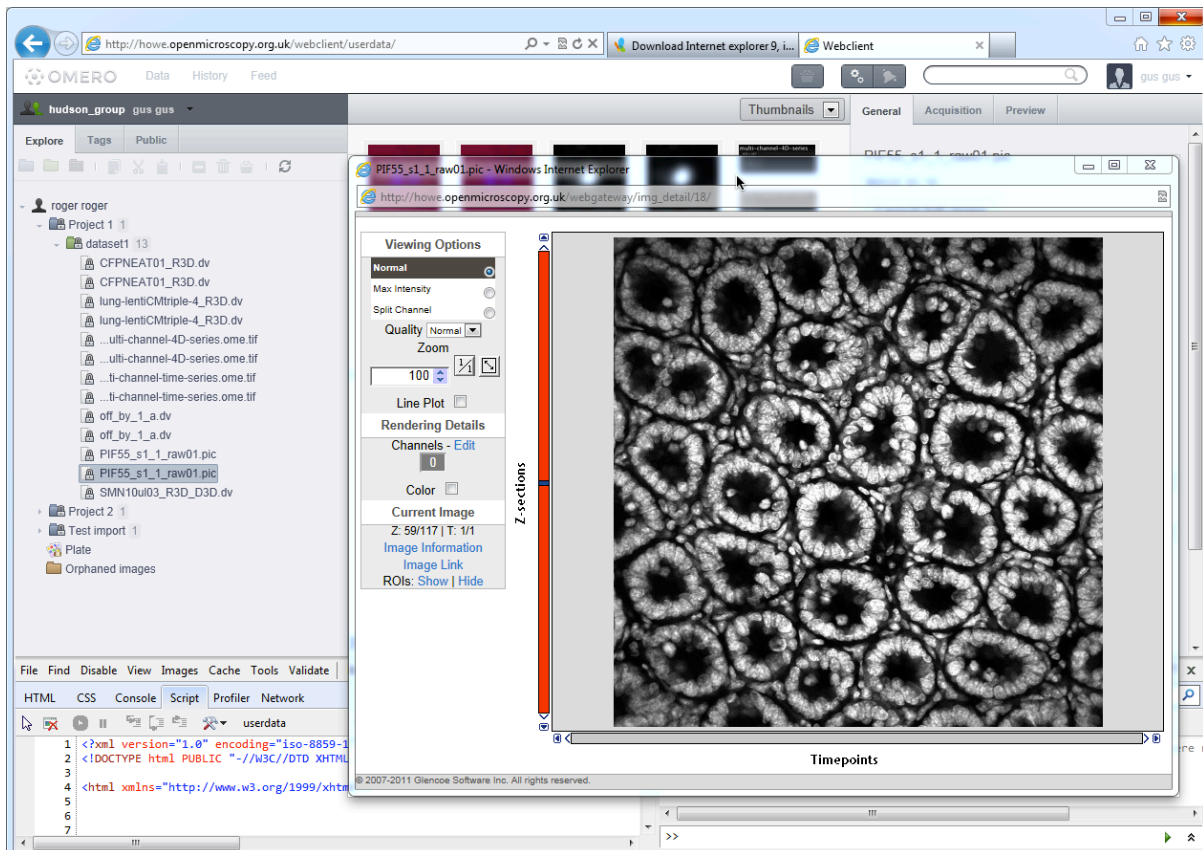 http://howe.openmicroscopy.org.uk/webclient/userdata/
Download Internet explorer 9, i...
Webclient
OMERO Data History Feed
gus gus
hudson_group gus gus
Thumbnails
General Acquisition Preview
Explore Tags Public
PIF55_s1_1_raw01.pic
multi-channel-4D-series
roger roger
Project 1 1
dataset1 13
CFPNEAT01_R3D.dv
CFPNEAT01_R3D.dv
lung-lentiCMtriple-4_R3D.dv
lung-lentiCMtriple-4_R3D.dv
...ulti-channel-4D-series.ome.tif
...ulti-channel-4D-series.ome.tif
...ti-channel-time-series.ome.tif
...ti-channel-time-series.ome.tif
off_by_1_a.dv
off_by_1_a.dv
PIF55_s1_1_raw01.pic
PIF55_s1_1_raw01.pic
SMN10ul03_R3D_D3D.dv
Project 2 1
Test import 1
Plate
Orphaned images
PIF55_s1_1_raw01.pic - Windows Internet Explorer
http://howe.openmicroscopy.org.uk/webgateway/img_detail/18/
Viewing Options
Normal
Max Intensity
Split Channel
Quality Normal
Zoom
100
1/1
Line Plot
Rendering Details
Channels - Edit
0
Color
Current Image
Z: 59/117 | T: 1/1
Image Information
Image Link
ROIs: Show | Hide
Z-sections
Timepoints
© 2007-2011 Glencoe Software Inc. All rights reserved.
File Find Disable View Images Cache Tools Validate
HTML CSS Console Script Profiler Network
userdata
1 <?xml version="1.0" encoding="iso-8859-1
2 <!DOCTYPE html PUBLIC "-//W3C//DTD XHTML
3
4 <html xmlns="http://www.w3.org/1999/xhtm
5
6
7
>>